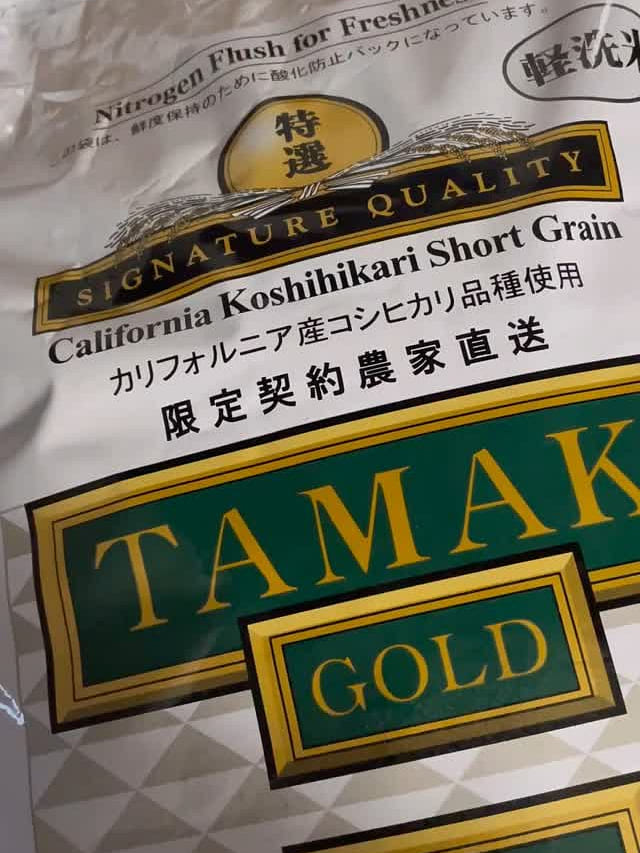 Nitrogen Flush for Freshness
の袋は、鮮度保持のために酸化防止パックになっています。
軽洗米
特
選
SIGNATURE QUALITY
California Koshihikari Short Grain
カリフォルニア産コシヒカリ品種使用
限定契約農家直送
TAMAK
GOLD